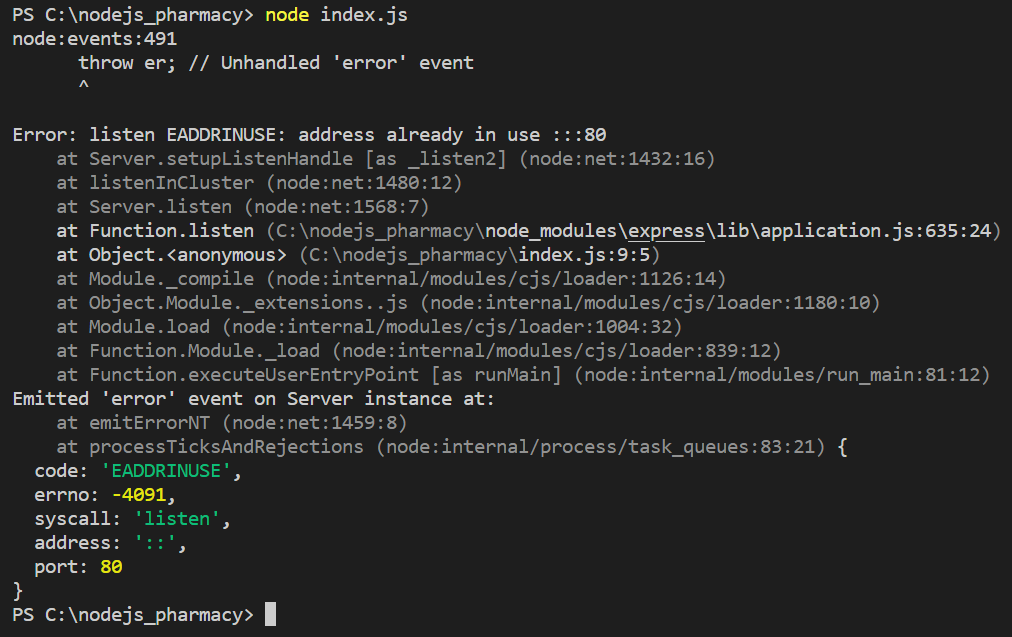 PS C:\nodejs_pharmacy> node index.js
node:events:491
      throw er; // Unhandled 'error' event
      ^

Error: listen EADDRINUSE: address already in use :::80
    at Server.setupListenHandle [as _listen2] (node:net:1432:16)
    at listenInCluster (node:net:1480:12)
    at Server.listen (node:net:1568:7)
    at Function.listen (C:\nodejs_pharmacy\node_modules\express\lib\application.js:635:24)
    at Object.<anonymous> (C:\nodejs_pharmacy\index.js:9:5)
    at Module._compile (node:internal/modules/cjs/loader:1126:14)
    at Object.Module._extensions..js (node:internal/modules/cjs/loader:1180:10)
    at Module.load (node:internal/modules/cjs/loader:1004:32)
    at Function.Module._load (node:internal/modules/cjs/loader:839:12)
    at Function.executeUserEntryPoint [as runMain] (node:internal/modules/run_main:81:12)
Emitted 'error' event on Server instance at:
    at emitErrorNT (node:net:1459:8)
    at processTicksAndRejections (node:internal/process/task_queues:83:21) {
  code: 'EADDRINUSE',
  errno: -4091,
  syscall: 'listen',
  address: '::',
  port: 80
}
PS C:\nodejs_pharmacy>